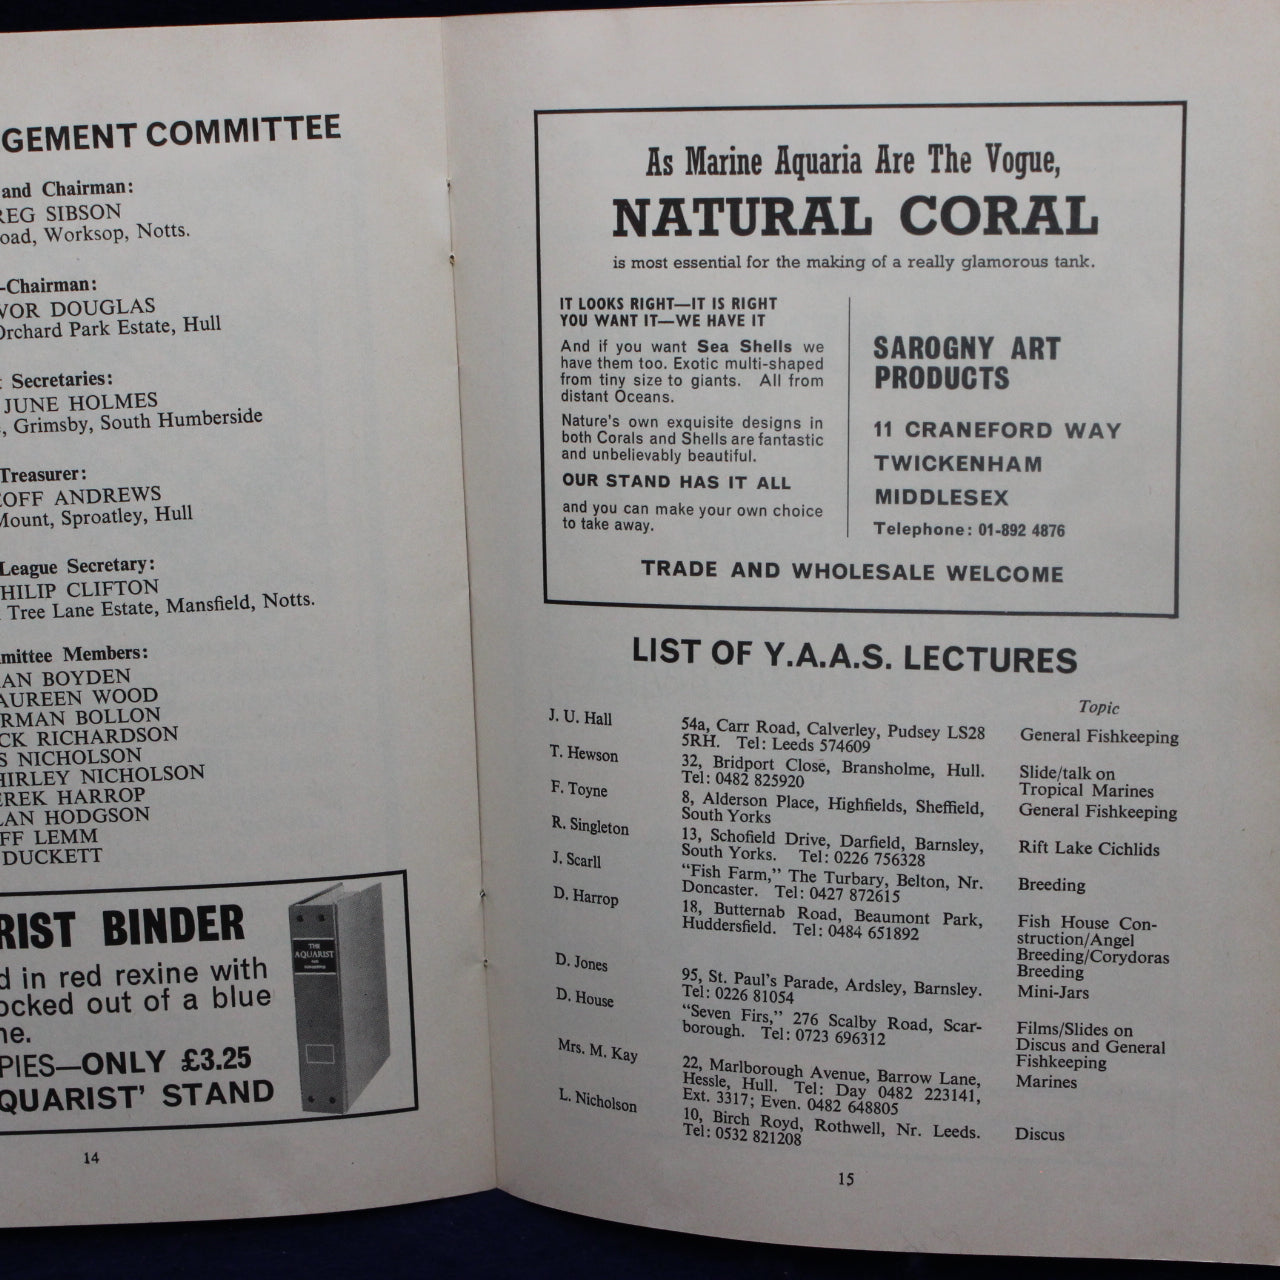 GEMENT COMMITTEE
and Chairman:
REG SIBSON
oad, Worksop, Notts.
-Chairman:
VOR DOUGLAS
Orchard Park Estate, Hull
Secretaries:
JUNE HOLMES
, Grimsby, South Humberside
Treasurer:
EOFF ANDREWS
Mount, Sproatley, Hull
League Secretary:
HILIP CLIFTON
Tree Lane Estate, Mansfield, Notts.
mittee Members:
AN BOYDEN
AUREEN WOOD
RMAN BOLLON
CK RICHARDSON
S NICHOLSON
HIRLEY NICHOLSON
EREK HARROP
LAN HODGSON
FF LEMM
DUCKETT
RIST BINDER
d in red rexine with
ocked out of a blue
ne.
PIES—ONLY £3.25
QUARIST' STAND
THE
AQUARIST
14
As Marine Aquaria Are The Vogue,
NATURAL CORAL
is most essential for the making of a really glamorous tank.
IT LOOKS RIGHT—IT IS RIGHT
YOU WANT IT—WE HAVE IT
And if you want Sea Shells we
have them too. Exotic multi-shaped
from tiny size to giants. All from
distant Oceans.
Nature's own exquisite designs in
both Corals and Shells are fantastic
and unbelievably beautiful.
OUR STAND HAS IT ALL
and you can make your own choice
to take away.
SAROGNY ART
PRODUCTS
11 CRANEFORD WAY
TWICKENHAM
MIDDLESEX
Telephone: 01-892 4876
TRADE AND WHOLESALE WELCOME
LIST OF Y.A.A.S. LECTURES
Topic
J. U. Hall 54a, Carr Road, Calverley, Pudsey LS28 General Fishkeeping
5RH. Tel: Leeds 574609
T. Hewson 32, Bridport Close, Bransholme, Hull. Slide/talk on
Tel: 0482 825920 Tropical Marines
F. Toyne 8, Alderson Place, Highfields, Sheffield, General Fishkeeping
South Yorks
R. Singleton 13, Schofield Drive, Darfield, Barnsley, Rift Lake Cichlids
South Yorks. Tel: 0226 756328
J. Scarll "Fish Farm," The Turbary, Belton, Nr. Breeding
Doncaster. Tel: 0427 872615
D. Harrop 18, Butternab Road, Beaumont Park, Fish House Con-
Huddersfield. Tel: 0484 651892 struction/Angel
Breeding/Corydoras
Breeding
D. Jones 95, St. Paul's Parade, Ardsley, Barnsley. Mini-Jars
Tel: 0226 81054
D. House "Seven Firs," 276 Scalby Road, Scar- Films/Slides on
borough. Tel: 0723 696312 Discus and General
Fishkeeping
Mrs. M. Kay 22, Marlborough Avenue, Barrow Lane, Marines
Hessle, Hull. Tel: Day 0482 223141,
Ext. 3317; Even. 0482 648805
L. Nicholson 10, Birch Royd, Rothwell, Nr. Leeds. Discus
Tel: 0532 821208
15